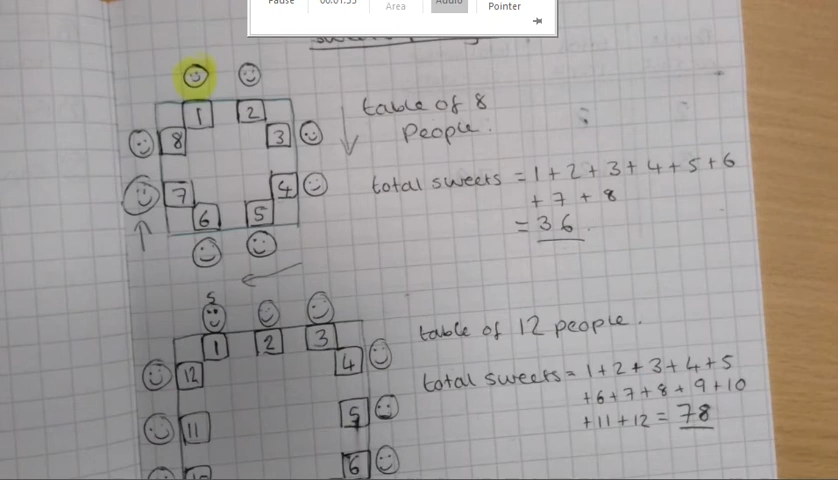 Pause
Area
Audio
Pointer
1 2
8 3
7 4
6 5
table of 8
People.
total sweets = 1+2+3+4+5+6
+7+8
= 36.
s
1 2 3
12 4
11 5
6
table of 12 people.
total sweets = 1+2+3+4+5
+6+7+8+9+10
+11+12 = 78